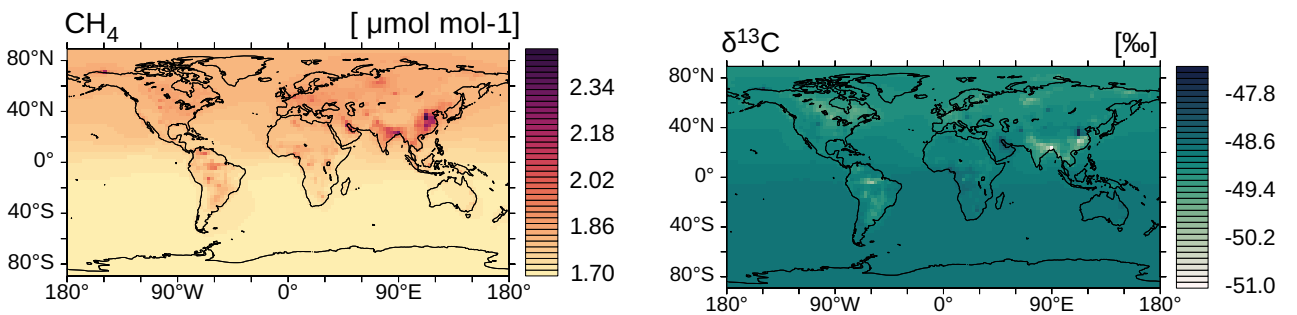 CH₄ [ µmol mol-1]
80°N
40°N
0°
40°S
80°S
180° 90°W 0° 90°E 180°
2.34
2.18
2.02
1.86
1.70
δ¹³C [‰]
80°N
40°N
0°
40°S
80°S
180° 90°W 0° 90°E 180°
-47.8
-48.6
-49.4
-50.2
-51.0